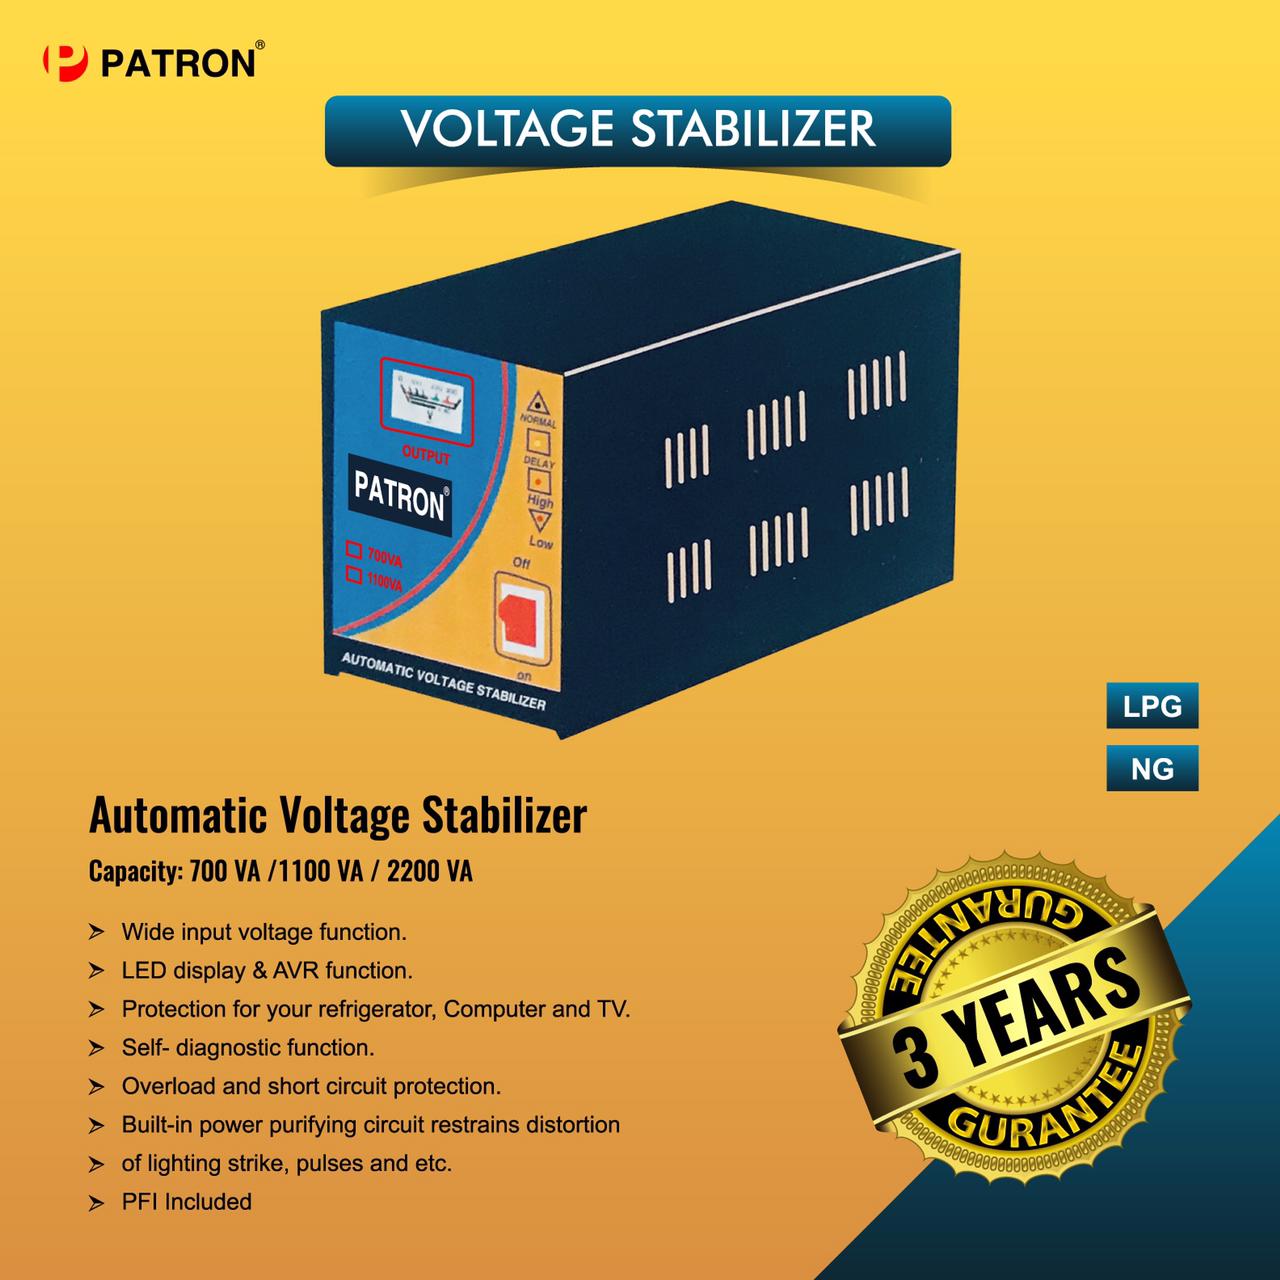 PATRON®
VOLTAGE STABILIZER
OUTPUT
PATRON®
700VA
1100VA
NORMAL
DELAY
High
Low
Off
on
AUTOMATIC VOLTAGE STABILIZER
LPG
NG
Automatic Voltage Stabilizer
Capacity: 700 VA /1100 VA / 2200 VA
➢ Wide input voltage function.
➢ LED display & AVR function.
➢ Protection for your refrigerator, Computer and TV.
➢ Self- diagnostic function.
➢ Overload and short circuit protection.
➢ Built-in power purifying circuit restrains distortion
➢ of lighting strike, pulses and etc.
➢ PFI Included
GURANTEE
3 YEARS
GURANTEE